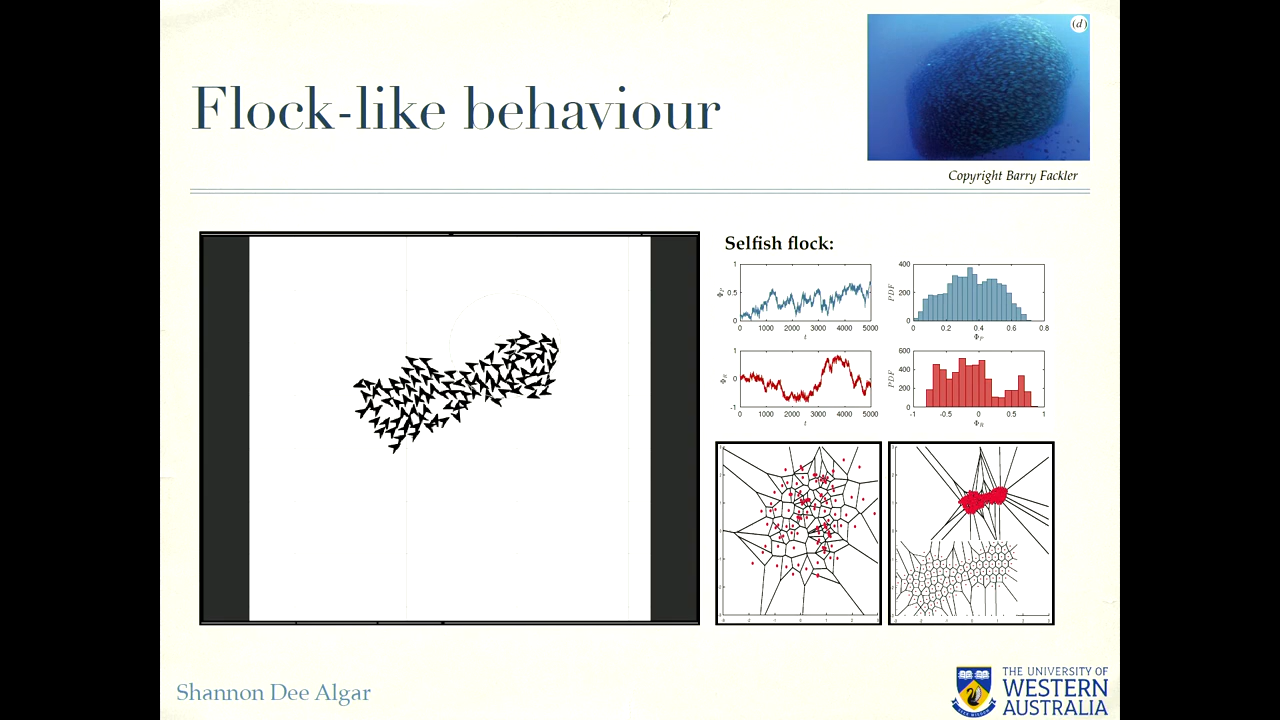 (d)
Flock-like behaviour
Copyright Barry Fackler
Selfish flock:
1
0.5
0
0 1000 2000 3000 4000 5000
t
400
200
0
PDF
0 0.2 0.4 0.6 0.8
1
0
-1
0 1000 2000 3000 4000 5000
t
600
400
200
0
PDF
-1 -0.5 0 0.5 1
Shannon Dee Algar
THE UNIVERSITY OF
WESTERN
AUSTRALIA